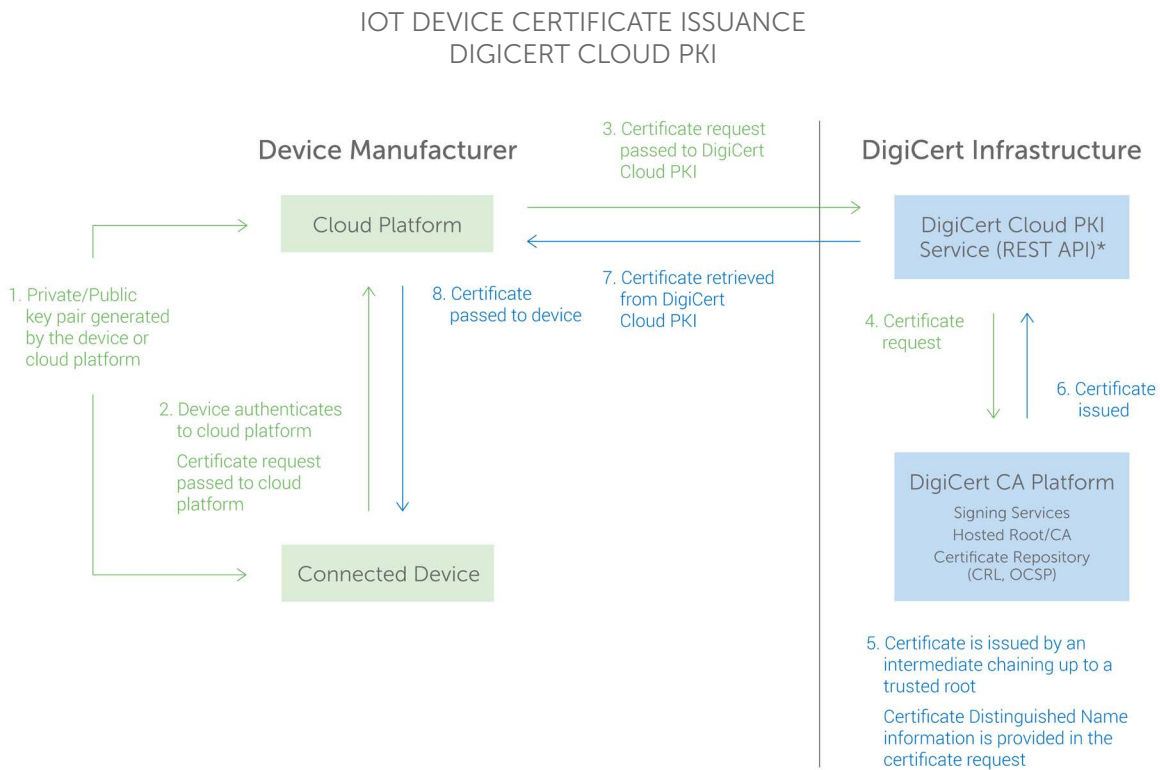 IOT DEVICE CERTIFICATE ISSUANCE
DIGICERT CLOUD PKI
Device Manufacturer
3. Certificate request
passed to DigiCert
Cloud PKI
DigiCert Infrastructure
Cloud Platform
DigiCert Cloud PKI
Service (REST API)*
1. Private/Public
key pair generated
by the device or
cloud platform
8. Certificate
passed to device
7. Certificate retrieved
from DigiCert
Cloud PKI
4. Certificate
request
6. Certificate
issued
2. Device authenticates
to cloud platform
Certificate request
passed to cloud
platform
Connected Device
DigiCert CA Platform
Signing Services
Hosted Root/CA
Certificate Repository
(CRL, OCSP)
5. Certificate is issued by an
intermediate chaining up to a
trusted root
Certificate Distinguished Name
information is provided in the
certificate request